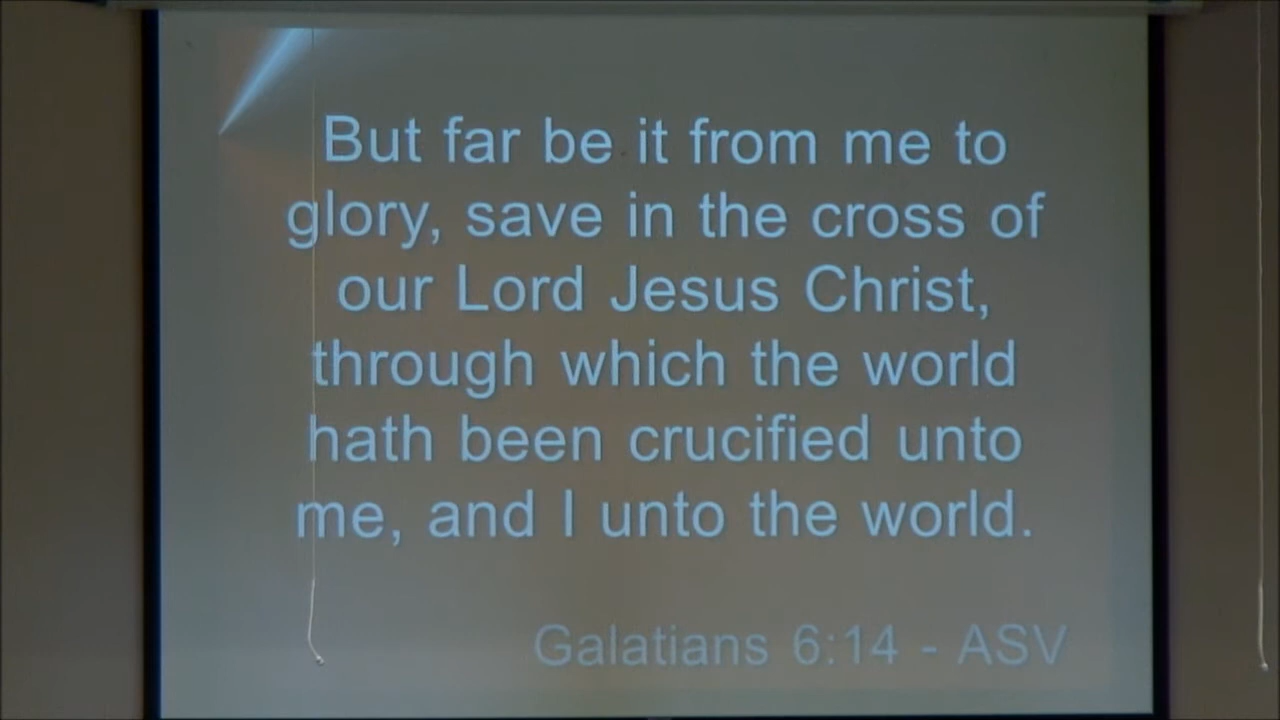 But far be it from me to
glory, save in the cross of
our Lord Jesus Christ,
through which the world
hath been crucified unto
me, and I unto the world.
Galatians 6:14 - ASV